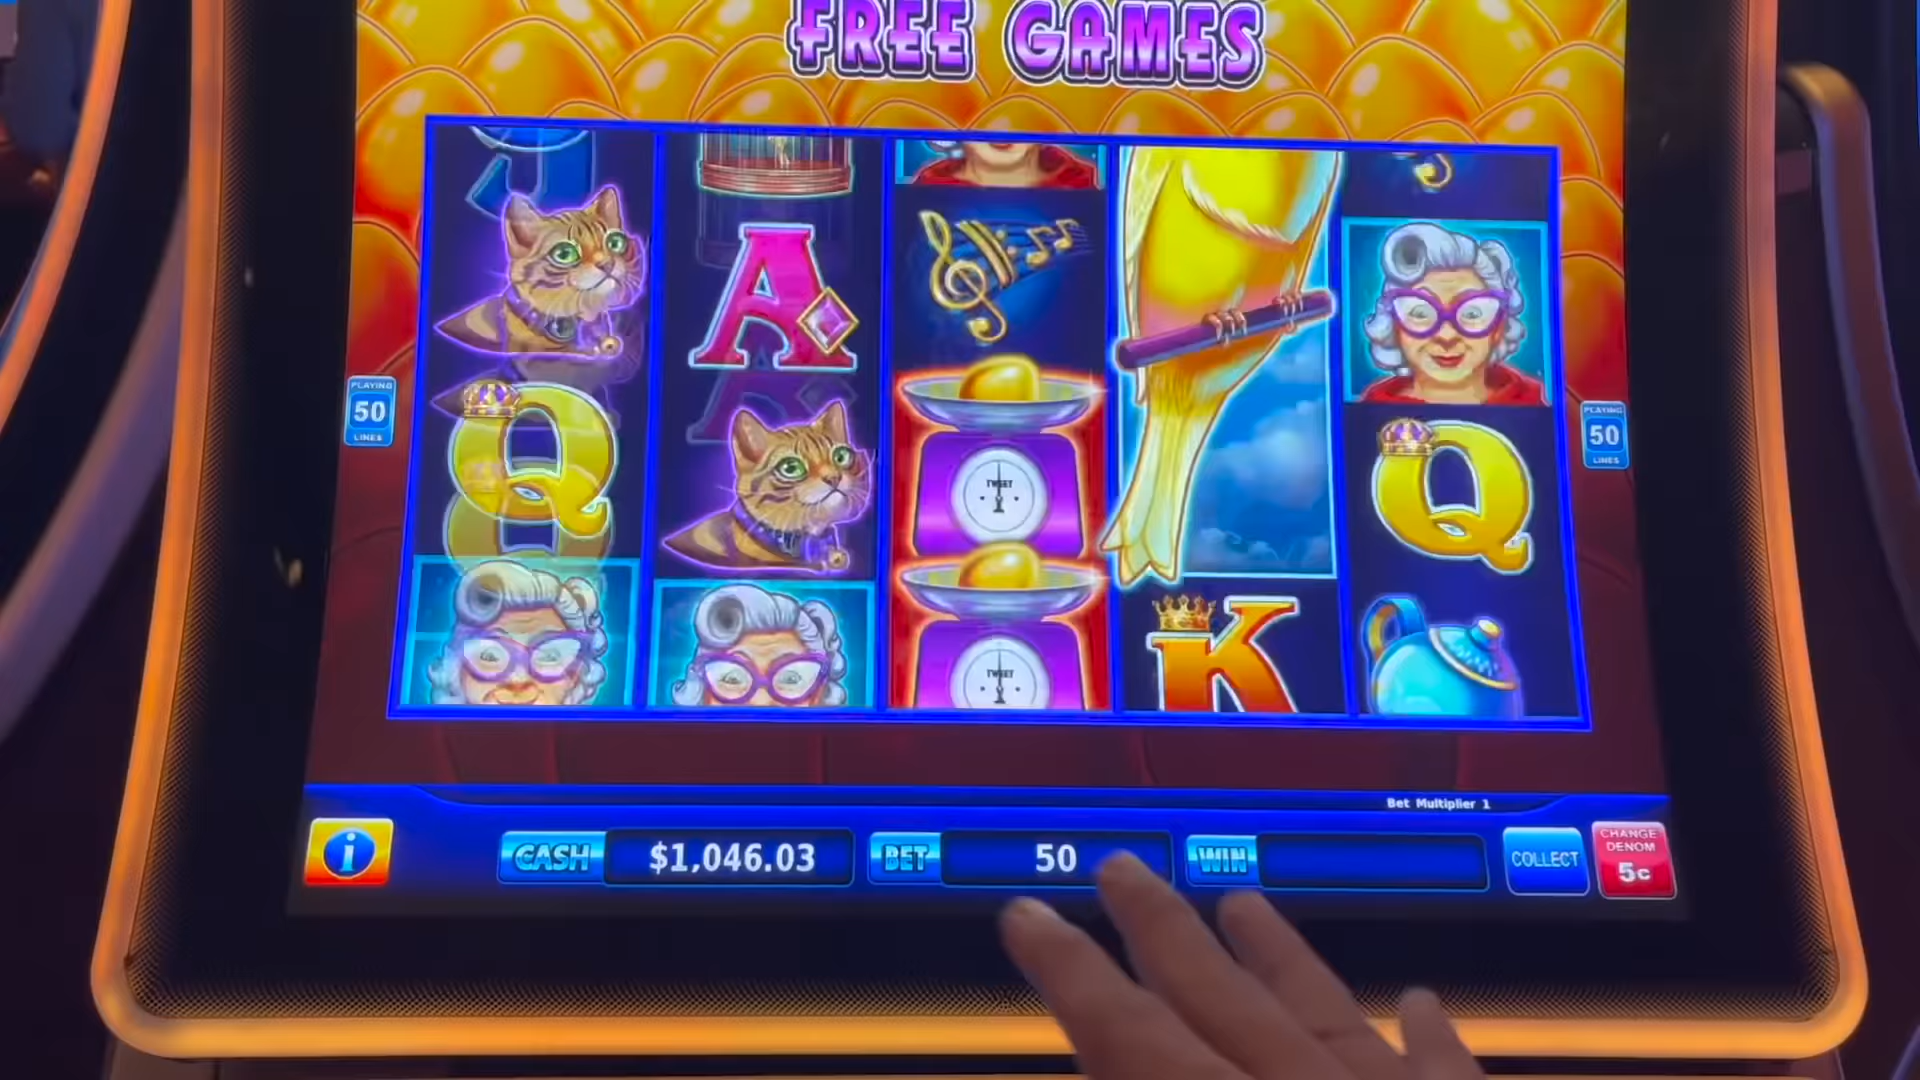 FREE GAMES
J
A
Q
TWEET
Q
TWEET
K
PLAYING
50
LINES
PLAYING
50
LINES
Bet Multiplier 1
i
CASH $1,046.03 BET 50 WIN COLLECT
CHANGE
DENOM
5¢